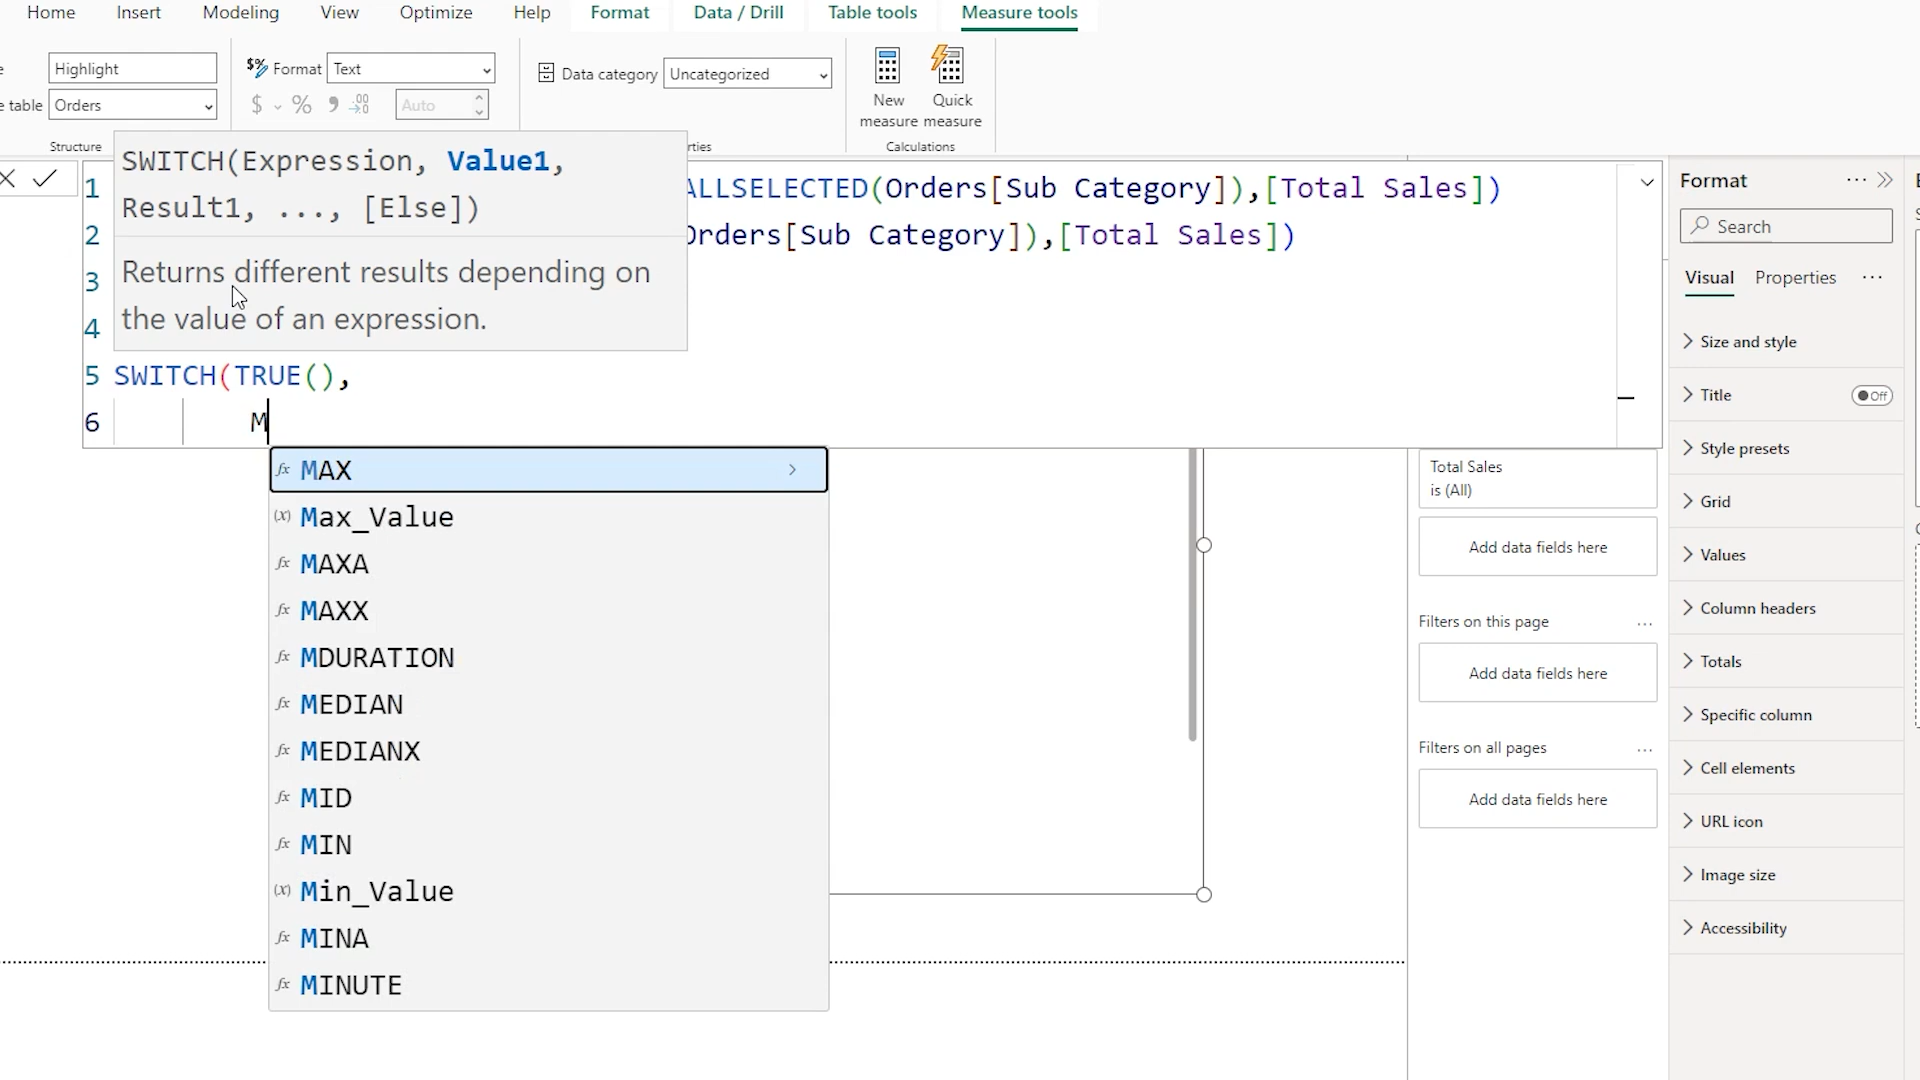 Home Insert Modeling View Optimize Help Format Data / Drill Table tools Measure tools
Highlight
Format Text
Data category Uncategorized
table Orders
$ % Auto
New measure
Quick measure
Structure
Calculations
SWITCH(Expression, Value1,
Result1, ..., [Else])
Returns different results depending on
the value of an expression.
1 ALLSELECTED(Orders[Sub Category]),[Total Sales])
2 Orders[Sub Category]),[Total Sales])
3
4
5 SWITCH(TRUE(),
6 M
MAX
Max_Value
MAXA
MAXX
MDURATION
MEDIAN
MEDIANX
MID
MIN
Min_Value
MINA
MINUTE
Total Sales
is (All)
Add data fields here
Filters on this page ...
Add data fields here
Filters on all pages ...
Add data fields here
Format
Search
Visual Properties
Size and style
Title Off
Style presets
Grid
Values
Column headers
Totals
Specific column
Cell elements
URL icon
Image size
Accessibility